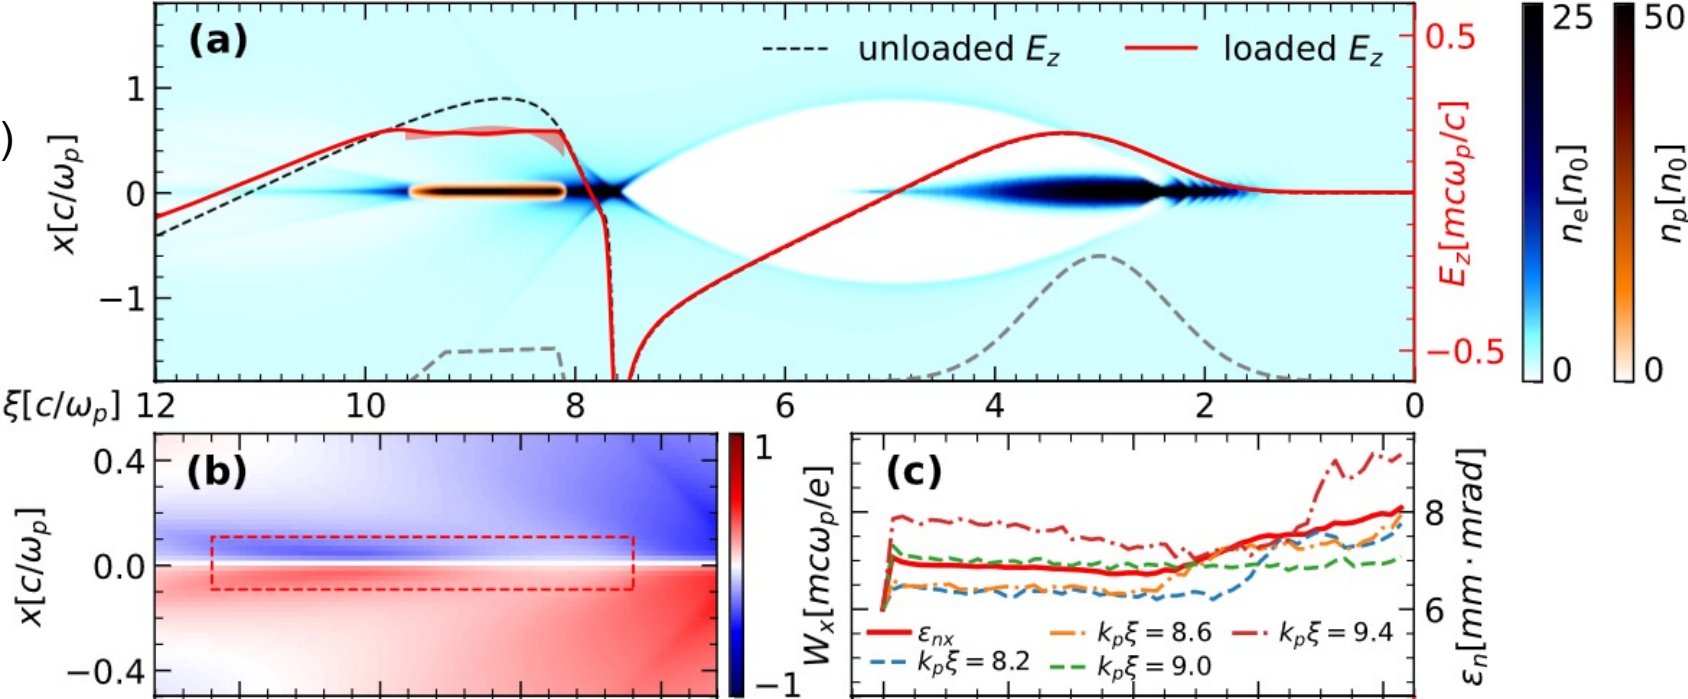 (a)
unloaded E_z
loaded E_z
)
x[c/ω_p]
1
0
−1
0.5
−0.5
E_z[mcω_p/c]
25
0
n_e[n_0]
50
0
n_p[n_0]
ξ[c/ω_p] 12 10 8 6 4 2 0
(b)
x[c/ω_p]
0.4
0.0
−0.4
1
−1
W_x[mcω_p/e]
(c)
8
6
ε_n[mm · mrad]
ε_nx
k_pξ = 8.2
k_pξ = 8.6
k_pξ = 9.0
k_pξ = 9.4